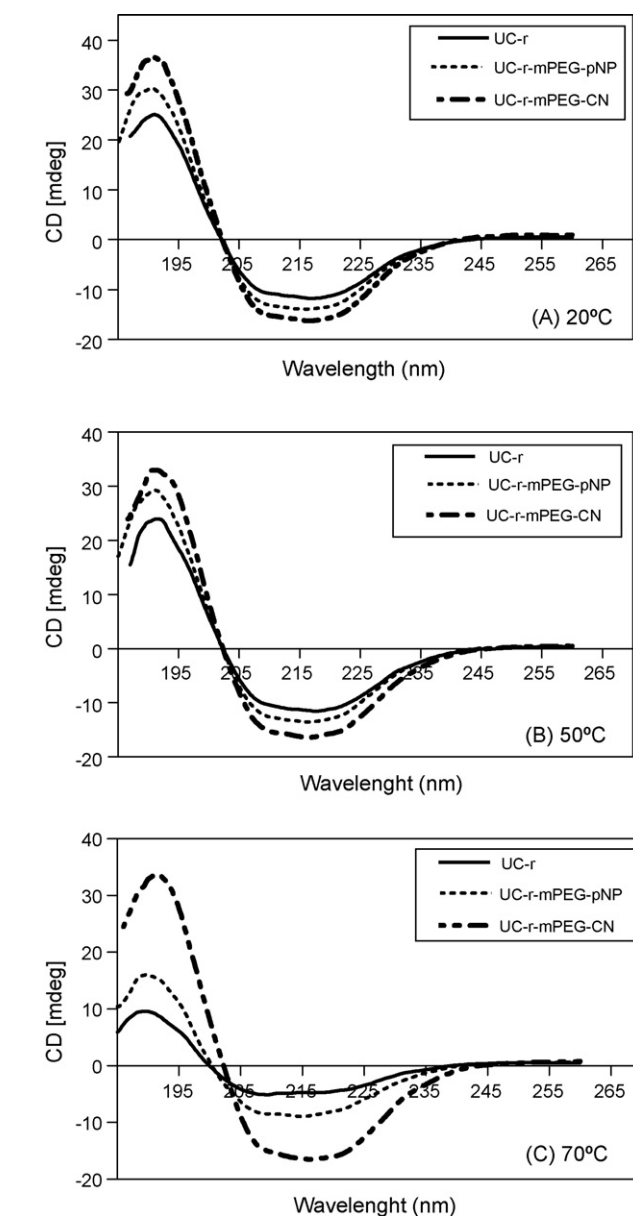 40
30
20
10
0
-10
-20
CD [mdeg]
UC-r
UC-r-mPEG-pNP
UC-r-mPEG-CN
195 205 215 225 235 245 255 265
(A) 20ºC
Wavelength (nm)
40
30
20
10
0
-10
-20
CD [mdeg]
UC-r
UC-r-mPEG-pNP
UC-r-mPEG-CN
195 205 215 225 235 245 255 265
(B) 50ºC
Wavelenght (nm)
40
30
20
10
0
-10
-20
CD [mdeg]
UC-r
UC-r-mPEG-pNP
UC-r-mPEG-CN
195 205 215 225 235 245 255 265
(C) 70ºC
Wavelenght (nm)